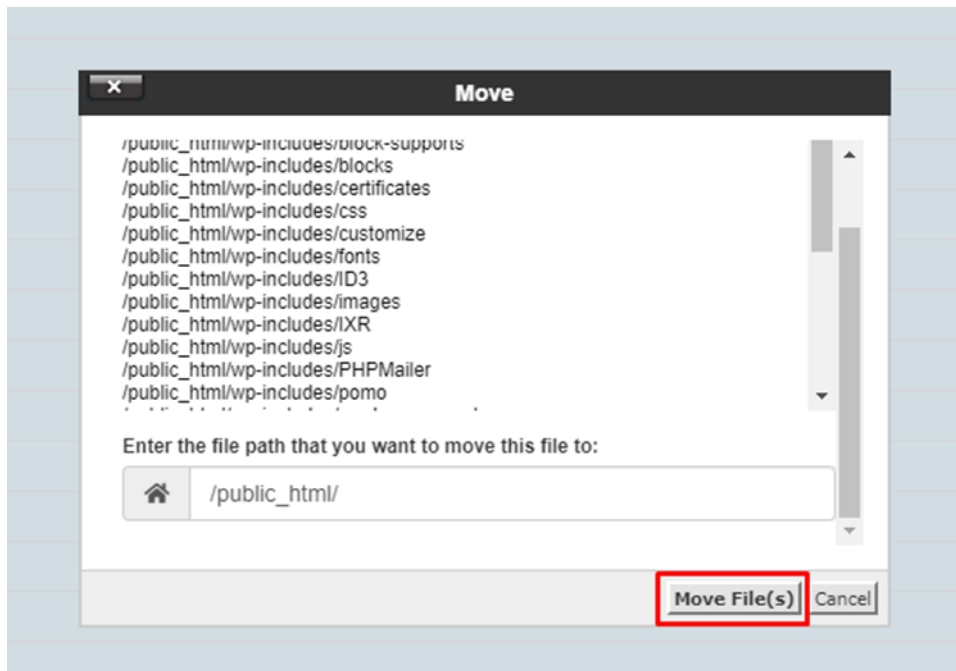 Move
/public_html/wp-includes/block-supports
/public_html/wp-includes/blocks
/public_html/wp-includes/certificates
/public_html/wp-includes/css
/public_html/wp-includes/customize
/public_html/wp-includes/fonts
/public_html/wp-includes/ID3
/public_html/wp-includes/images
/public_html/wp-includes/IXR
/public_html/wp-includes/js
/public_html/wp-includes/PHPMailer
/public_html/wp-includes/pomo
Enter the file path that you want to move this file to:
/public_html/
Move File(s) Cancel